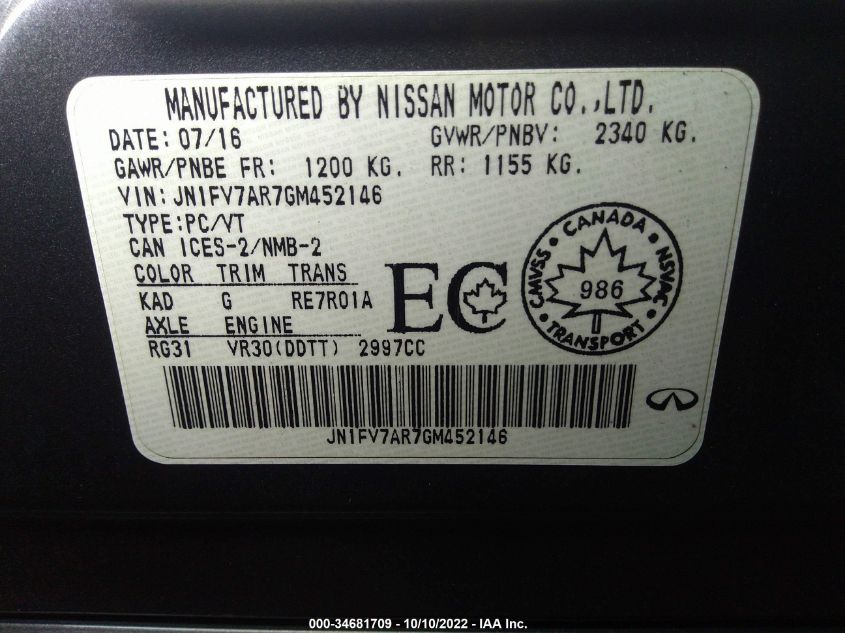 MANUFACTURED BY NISSAN MOTOR CO.,LTD.
DATE: 07/16 GVWR/PNBV: 2340 KG.
GAWR/PNBE FR: 1200 KG. RR: 1155 KG.
VIN: JN1FV7AR7GM452146
TYPE:PC/VT
CAN ICES-2/NMB-2
COLOR TRIM TRANS
KAD G RE7R01A
AXLE ENGINE
RG31 VR30(DDTT) 2997CC
EC
CANADA
CMVSS 986 NSVAC
TRANSPORT
JN1FV7AR7GM452146
000-34681709 - 10/10/2022 - IAA Inc.